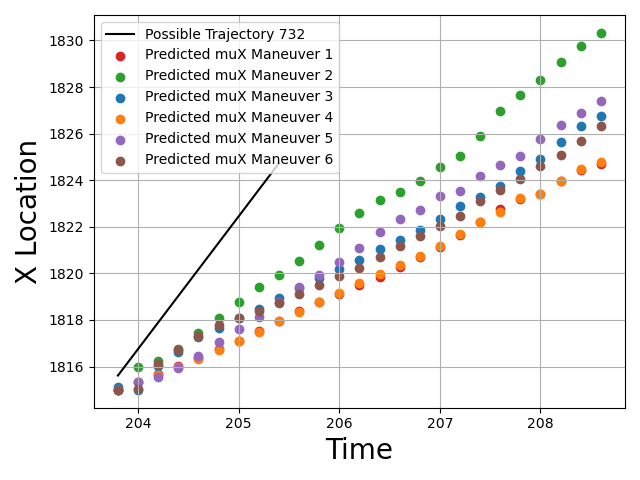 Possible Trajectory 732
Predicted muX Maneuver 1
Predicted muX Maneuver 2
Predicted muX Maneuver 3
Predicted muX Maneuver 4
Predicted muX Maneuver 5
Predicted muX Maneuver 6
1830
1828
1826
1824
1822
1820
1818
1816
X Location
204 205 206 207 208
Time